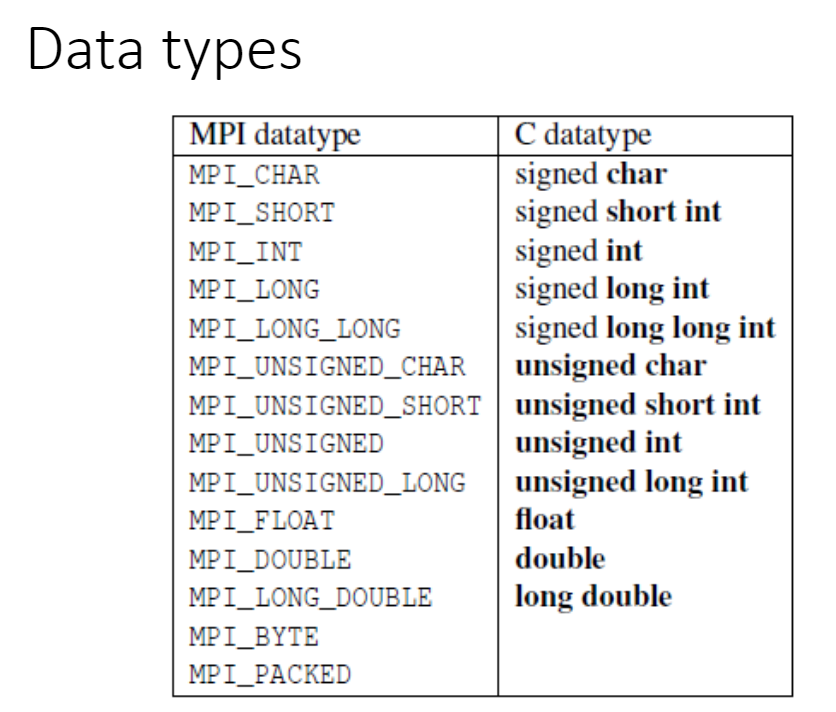 Data types
MPI datatype C datatype
MPI_CHAR signed char
MPI_SHORT signed short int
MPI_INT signed int
MPI_LONG signed long int
MPI_LONG_LONG signed long long int
MPI_UNSIGNED_CHAR unsigned char
MPI_UNSIGNED_SHORT unsigned short int
MPI_UNSIGNED unsigned int
MPI_UNSIGNED_LONG unsigned long int
MPI_FLOAT float
MPI_DOUBLE double
MPI_LONG_DOUBLE long double
MPI_BYTE
MPI_PACKED